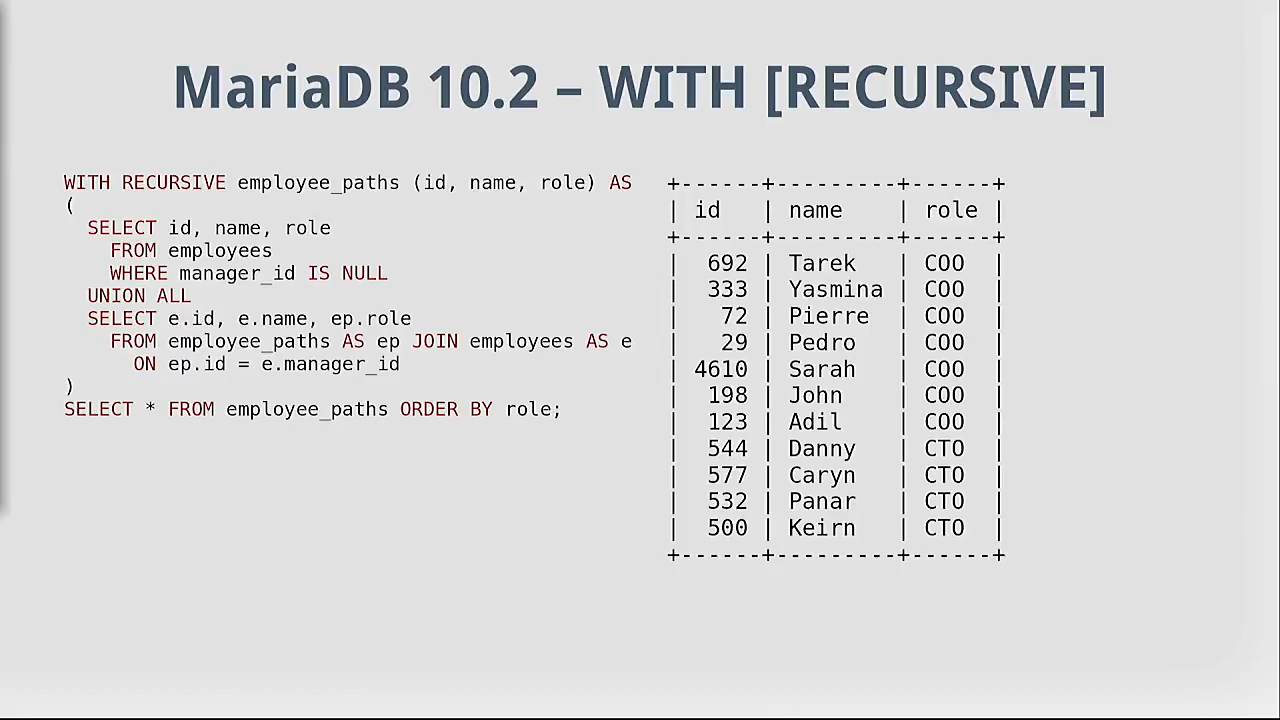 MariaDB 10.2 – WITH [RECURSIVE]
WITH RECURSIVE employee_paths (id, name, role) AS
(
  SELECT id, name, role
    FROM employees
    WHERE manager_id IS NULL
  UNION ALL
  SELECT e.id, e.name, ep.role
    FROM employee_paths AS ep JOIN employees AS e
      ON ep.id = e.manager_id
)
SELECT * FROM employee_paths ORDER BY role;
+------+---------+------+
| id   | name    | role |
+------+---------+------+
|  692 | Tarek   | COO  |
|  333 | Yasmina | COO  |
|   72 | Pierre  | COO  |
|   29 | Pedro   | COO  |
| 4610 | Sarah   | COO  |
|  198 | John    | COO  |
|  123 | Adil    | COO  |
|  544 | Danny   | CTO  |
|  577 | Caryn   | CTO  |
|  532 | Panar   | CTO  |
|  500 | Keirn   | CTO  |
+------+---------+------+